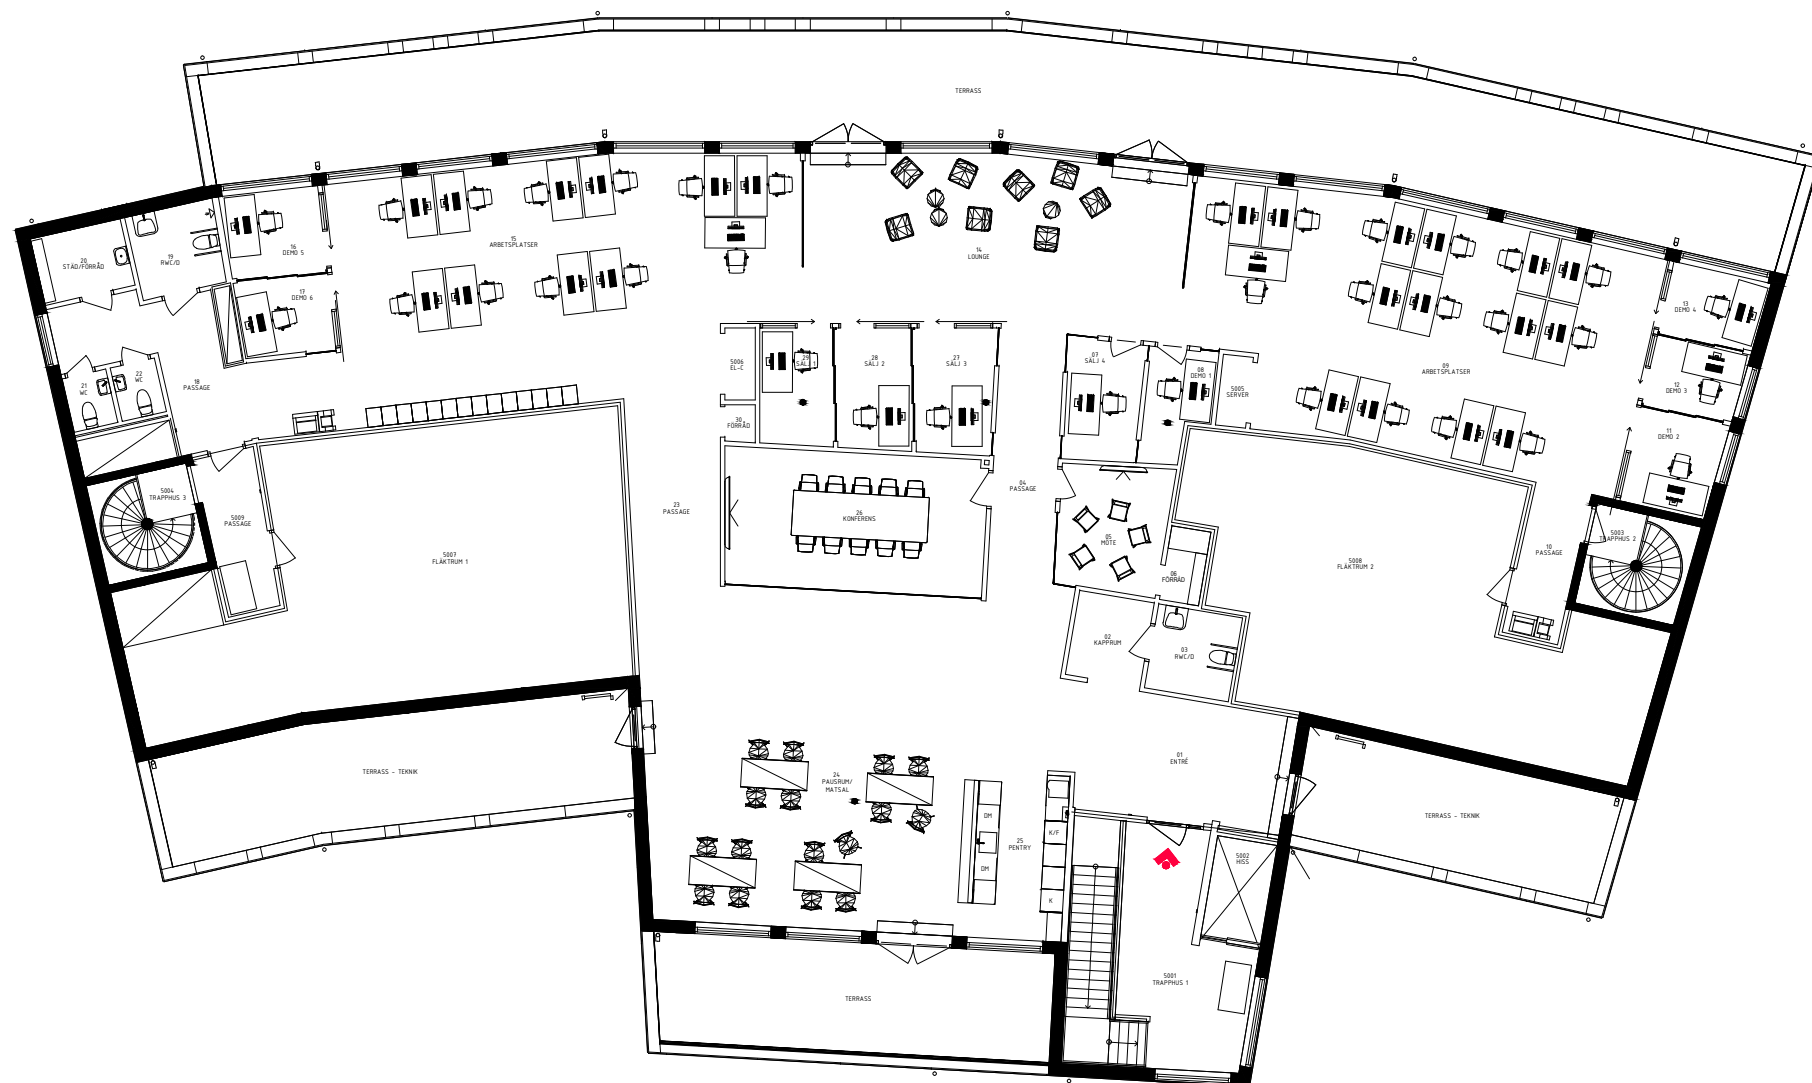 TERRASS
15
ARBETSPLATSER
16
DEMO 5
17
DEMO 6
19
RWC/D
20
STÄD/FÖRRÅD
21
WC
22
WC
18
PASSAGE
14
LOUNGE
5006
EL-C
29
SÄLJ 1
28
SÄLJ 2
27
SÄLJ 3
07
SÄLJ 4
08
DEMO 1
5005
SERVER
09
ARBETSPLATSER
13
DEMO 4
12
DEMO 3
11
DEMO 2
30
FÖRRÅD
5004
TRAPPHUS 3
5009
PASSAGE
23
PASSAGE
26
KONFERENS
04
PASSAGE
05
MÖTE
06
FÖRRÅD
5007
FLÄKTRUM 1
5008
FLÄKTRUM 2
10
PASSAGE
5003
TRAPPHUS 2
02
KAPPRUM
03
RWC/D
01
ENTRÉ
TERRASS - TEKNIK
24
PAUSRUM/
MATSAL
DM
DM
25
PENTRY
K/F
K
TERRASS - TEKNIK
5002
HISS
5001
TRAPPHUS 1
TERRASS